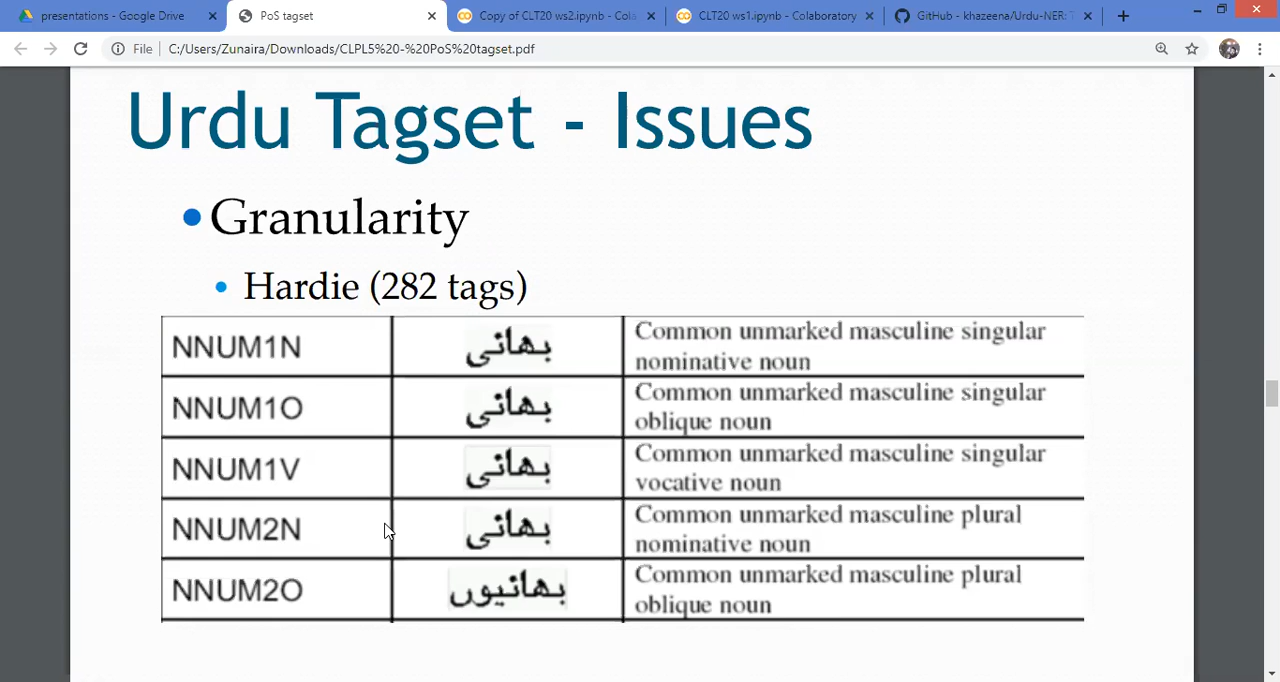 presentations - Google Drive
PoS tagset
Copy of CLT20 ws2.ipynb - Cola
CLT20 ws1.ipynb - Colaboratory
GitHub - khazeena/Urdu-NER: T
File
C:/Users/Zunaira/Downloads/CLPL5%20-%20PoS%20tagset.pdf
Urdu Tagset - Issues
Granularity
Hardie (282 tags)
NNUM1N بھائی Common unmarked masculine singular
nominative noun
NNUM1O بھائی Common unmarked masculine singular
oblique noun
NNUM1V بھائی Common unmarked masculine singular
vocative noun
NNUM2N بھائی Common unmarked masculine plural
nominative noun
NNUM2O بھائیوں Common unmarked masculine plural
oblique noun